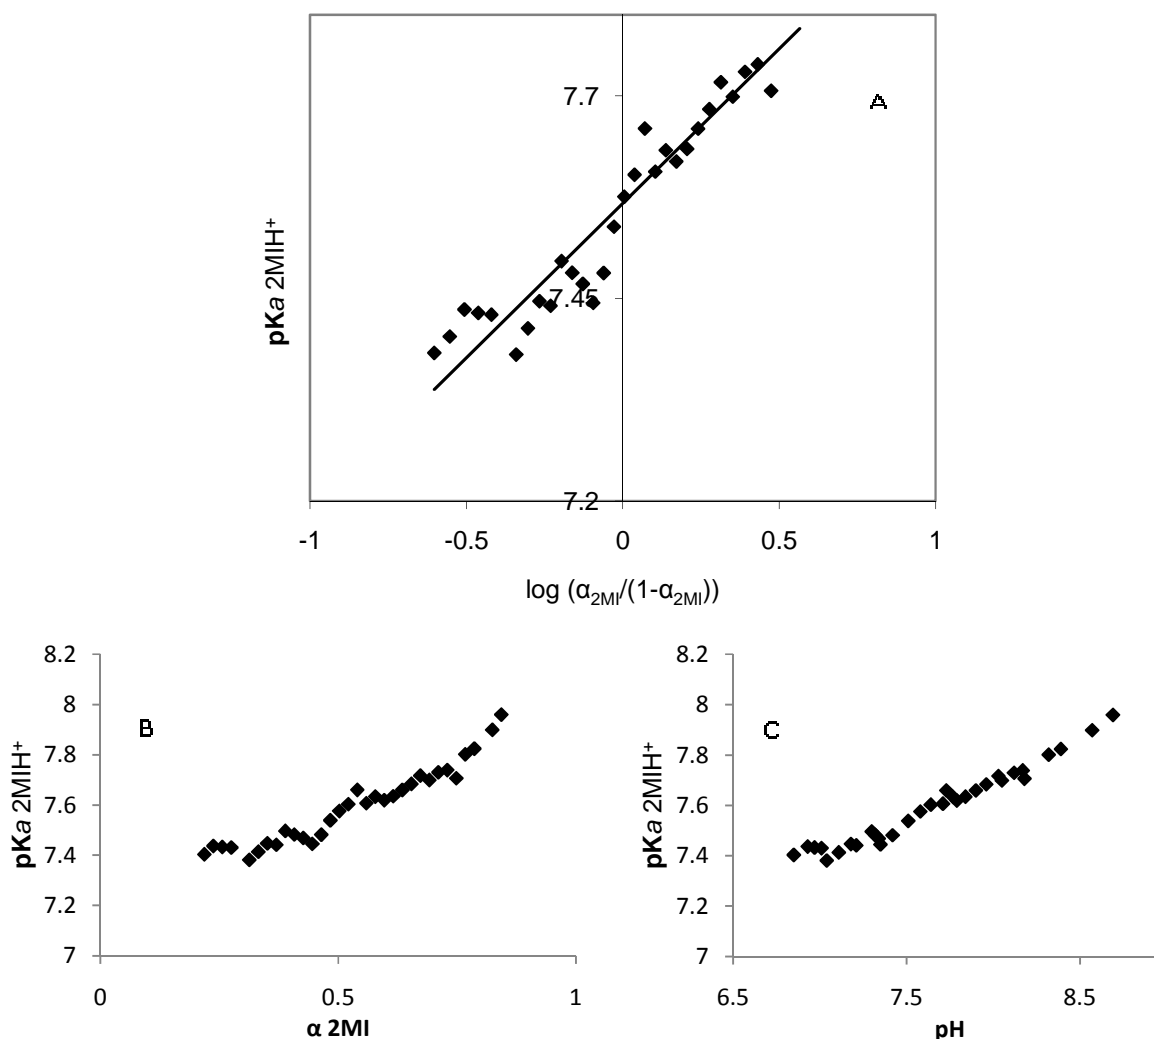 A
7.7
pKa 2MIH⁺
7.45
7.2
-1 -0.5 0 0.5 1
log (α₂MI/(1-α₂MI))
8.2
8
B
7.8
7.6
pKa 2MIH⁺
7.4
7.2
7
0 0.5 1
α 2MI
8.2
8
C
7.8
7.6
pKa 2MIH⁺
7.4
7.2
7
6.5 7.5 8.5
pH